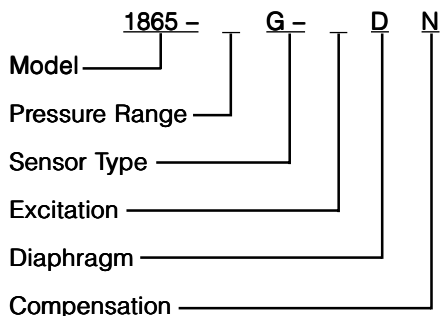 1865 – _ G – _ D N
Model
Pressure Range
Sensor Type
Excitation
Diaphragm
Compensation